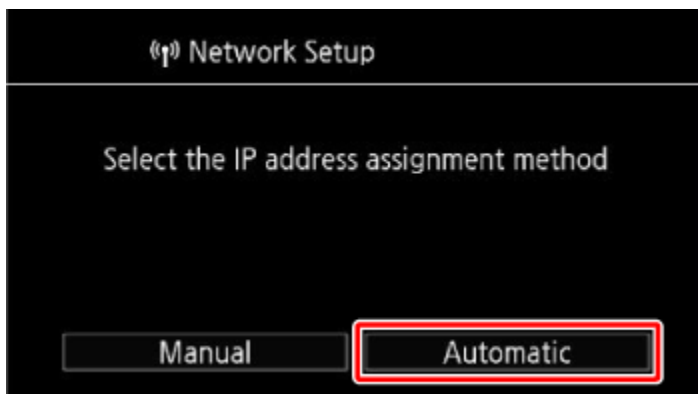 Network Setup
Select the IP address assignment method
Manual
Automatic